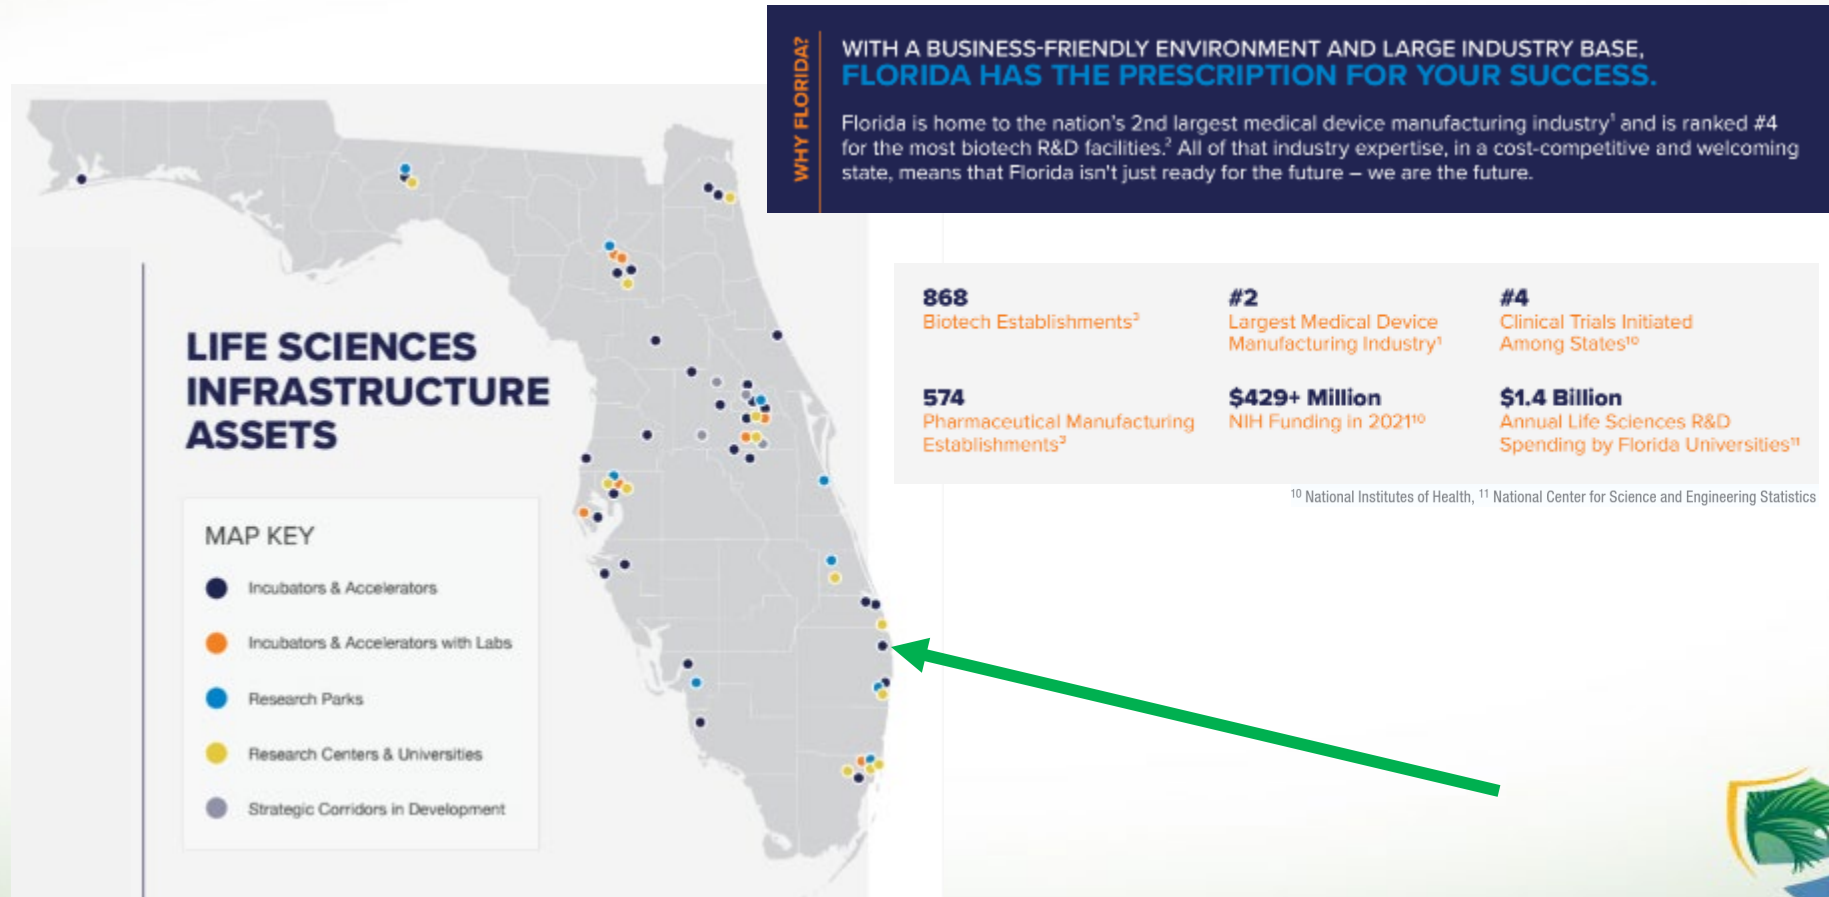 WHY FLORIDA?
WITH A BUSINESS-FRIENDLY ENVIRONMENT AND LARGE INDUSTRY BASE,
FLORIDA HAS THE PRESCRIPTION FOR YOUR SUCCESS.
Florida is home to the nation's 2nd largest medical device manufacturing industry¹ and is ranked #4
for the most biotech R&D facilities.² All of that industry expertise, in a cost-competitive and welcoming
state, means that Florida isn't just ready for the future – we are the future.
868
Biotech Establishments³
#2
Largest Medical Device
Manufacturing Industry¹
#4
Clinical Trials Initiated
Among States¹⁰
574
Pharmaceutical Manufacturing
Establishments³
$429+ Million
NIH Funding in 2021¹⁰
$1.4 Billion
Annual Life Sciences R&D
Spending by Florida Universities¹¹
¹⁰ National Institutes of Health, ¹¹ National Center for Science and Engineering Statistics
LIFE SCIENCES
INFRASTRUCTURE
ASSETS
MAP KEY
Incubators & Accelerators
Incubators & Accelerators with Labs
Research Parks
Research Centers & Universities
Strategic Corridors in Development